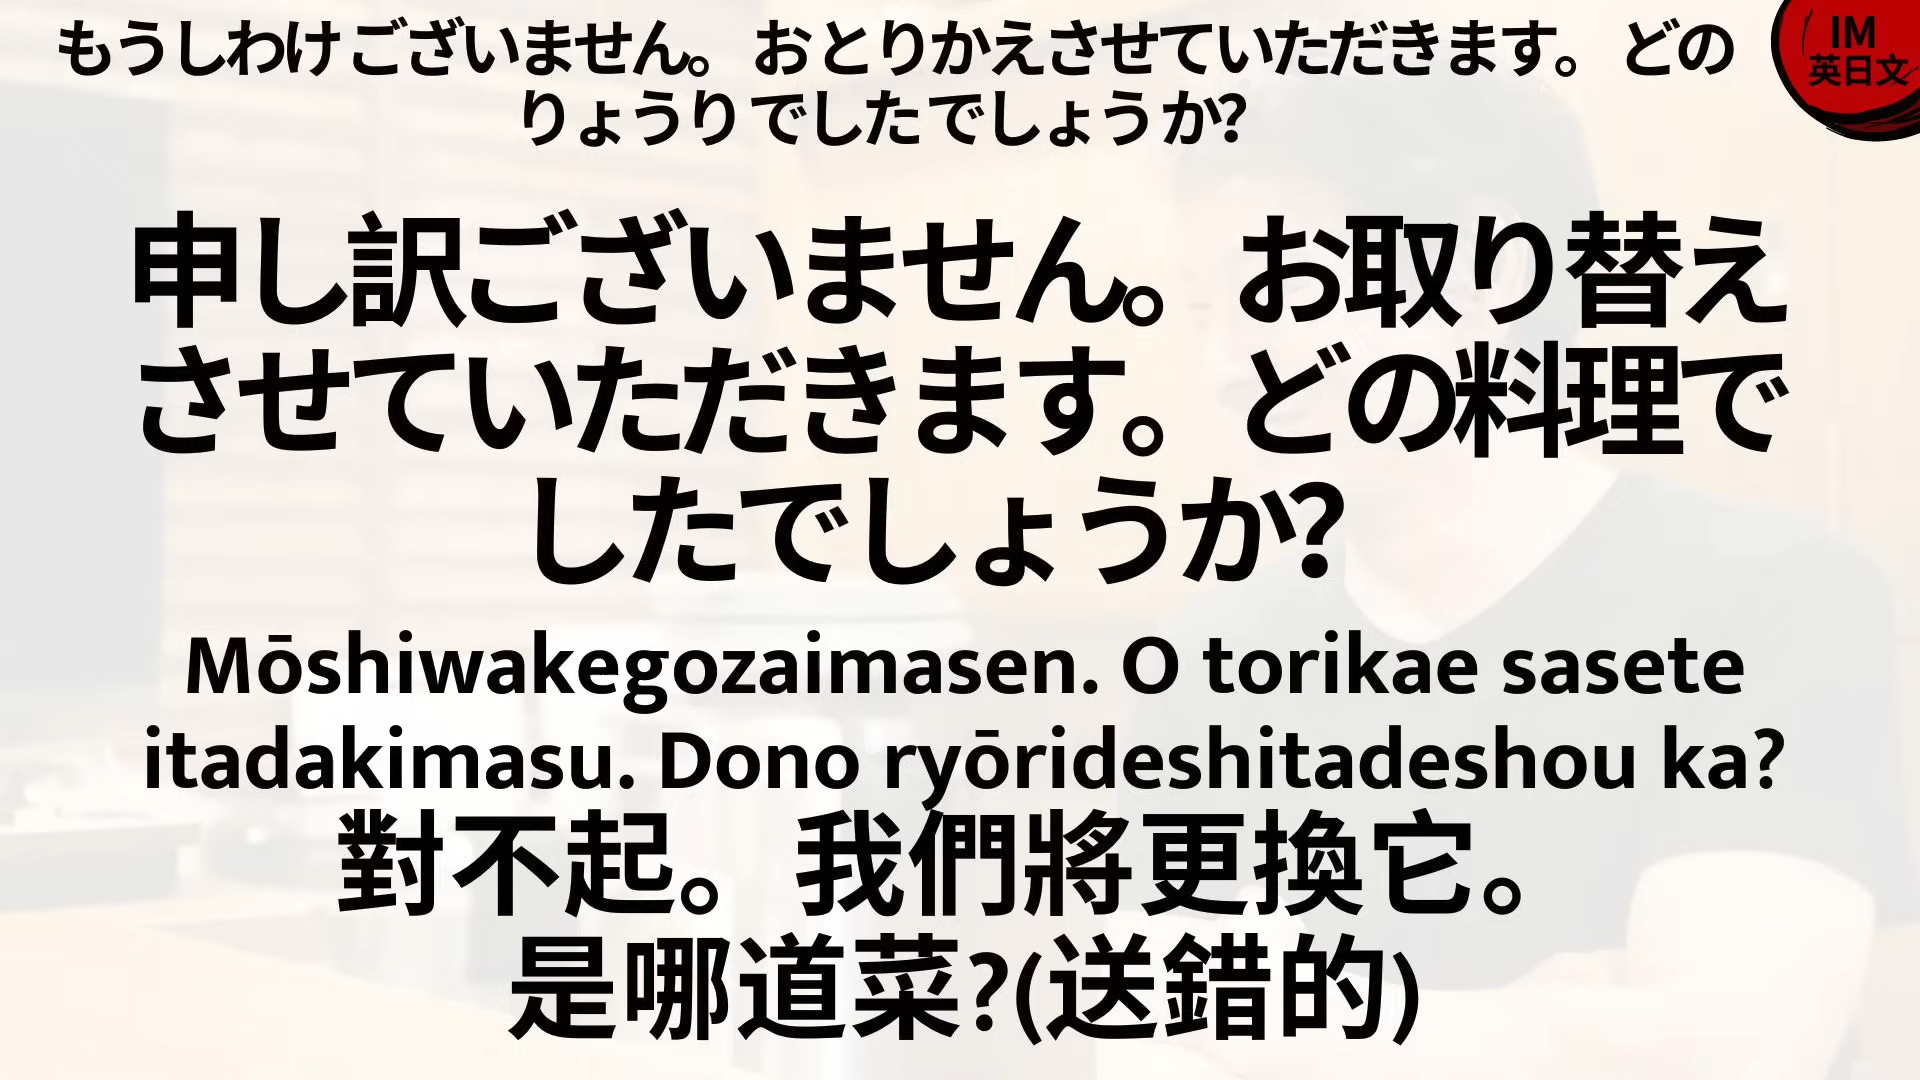 もうしわけ ございません。 お とりかえさせていただきます。 どの
りょうり でした でしょう か?
IM
英日文
申し訳ございません。お取り替え
させていただきます。どの料理で
したでしょうか?
Mōshiwakegozaimasen. O torikae sasete
itadakimasu. Dono ryōrideshitadeshou ka?
對不起。我們將更換它。
是哪道菜?(送錯的)